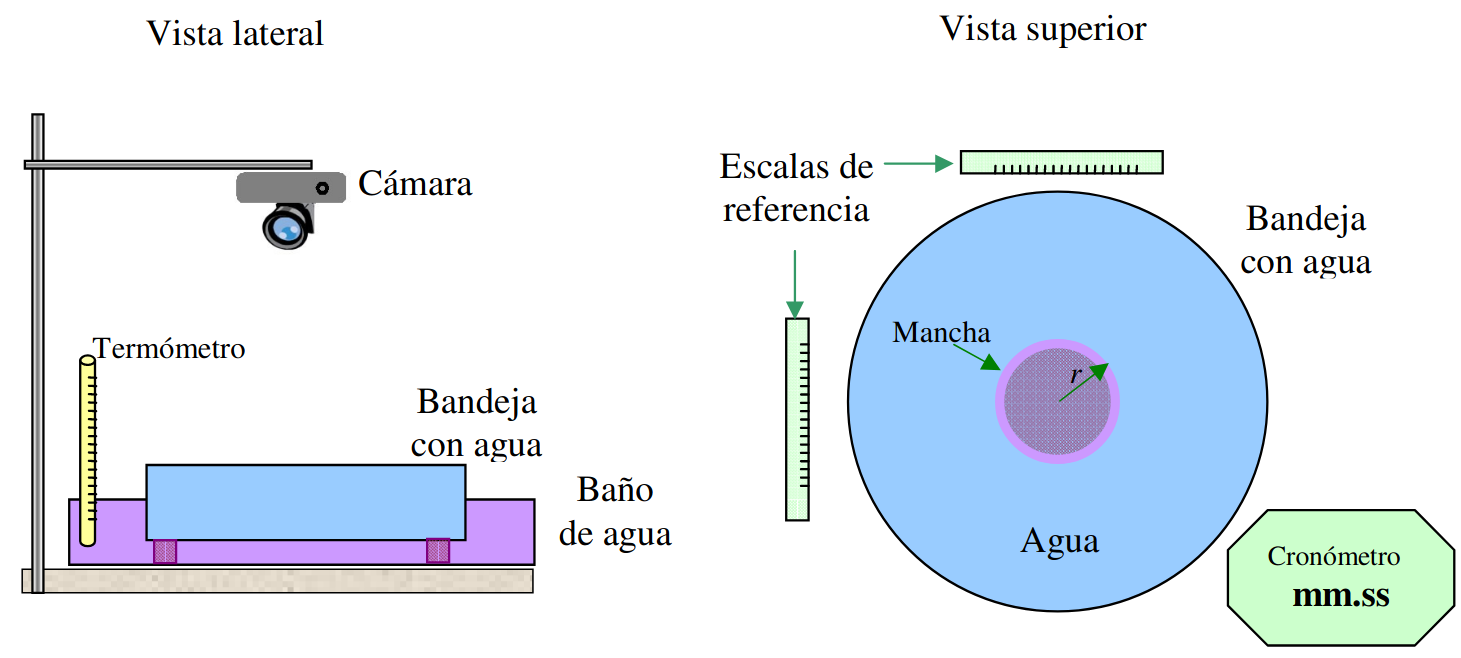 Vista lateral
Cámara
Termómetro
Bandeja
con agua
Baño
de agua
Vista superior
Escalas de
referencia
Bandeja
con agua
Mancha
r
Agua
Cronómetro
mm.ss